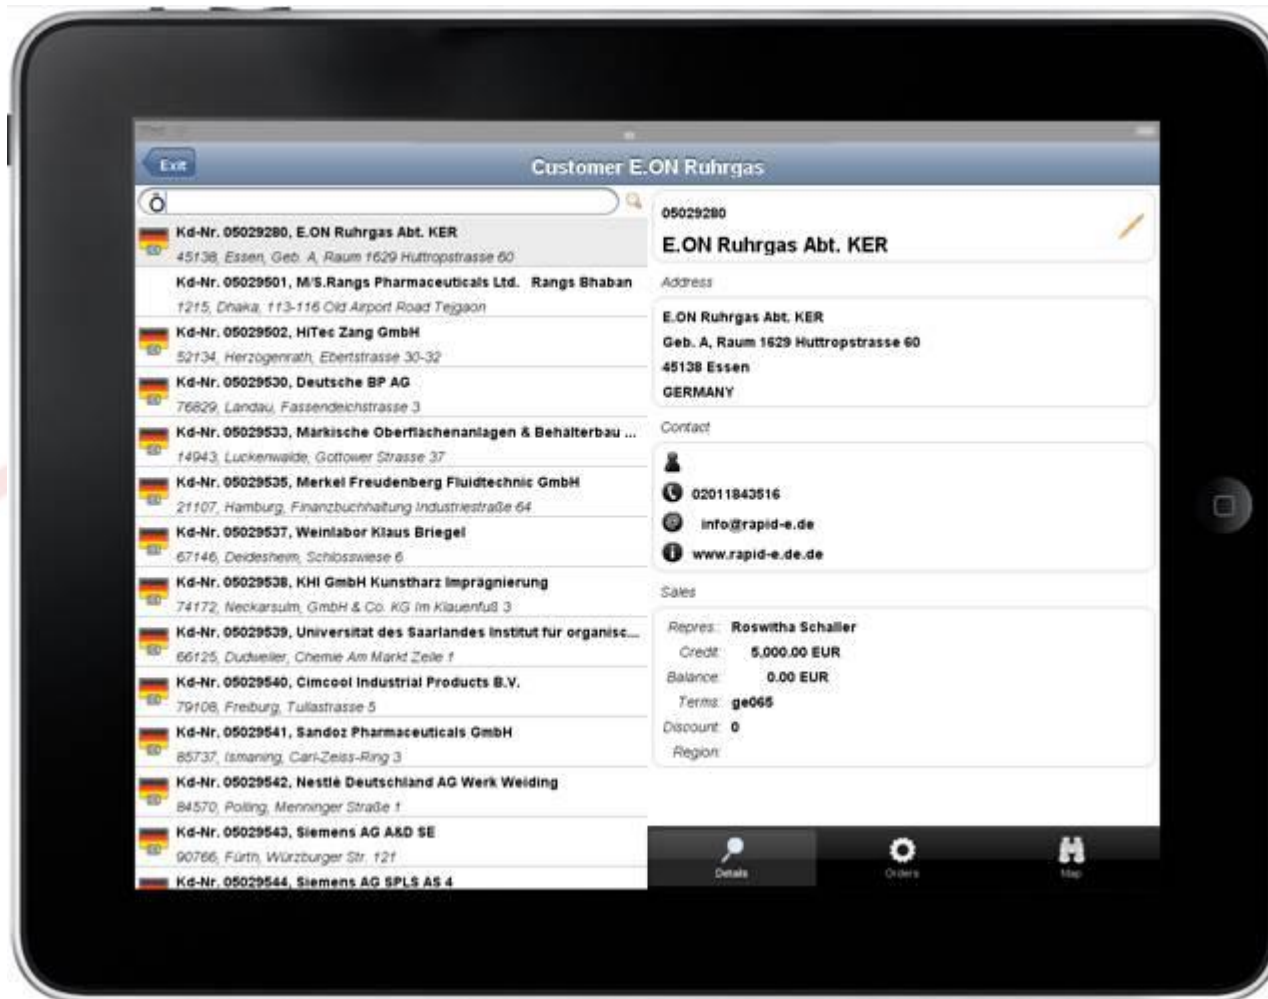 Exit
Customer E.ON Ruhrgas
Kd-Nr. 05029280, E.ON Ruhrgas Abt. KER
45138, Essen, Geb. A, Raum 1629 Huttropstrasse 60
Kd-Nr. 05029501, M/S.Rangs Pharmaceuticals Ltd. Rangs Bhaban
1215, Dhaka, 113-116 Old Airport Road Tejgaon
Kd-Nr. 05029502, HiTec Zang GmbH
52134, Herzogenrath, Ebertstrasse 30-32
Kd-Nr. 05029530, Deutsche BP AG
76829, Landau, Fassendeichstrasse 3
Kd-Nr. 05029533, Märkische Oberflächenanlagen & Behälterbau ...
14943, Luckenwalde, Gottower Strasse 37
Kd-Nr. 05029535, Merkel Freudenberg Fluidtechnic GmbH
21107, Hamburg, Finanzbuchhaltung Industriestraße 64
Kd-Nr. 05029537, Weinlabor Klaus Briegel
67146, Deidesheim, Schlosswiese 6
Kd-Nr. 05029538, KHI GmbH Kunstharz Imprägnierung
74172, Neckarsulm, GmbH & Co. KG Im Klauenfuß 3
Kd-Nr. 05029539, Universität des Saarlandes Institut für organisc...
66125, Dudweiler, Chemie Am Markt Zeile 1
Kd-Nr. 05029540, Cimcool Industrial Products B.V.
79108, Freiburg, Tullastrasse 5
Kd-Nr. 05029541, Sandoz Pharmaceuticals GmbH
85737, Ismaning, Carl-Zeiss-Ring 3
Kd-Nr. 05029542, Nestlé Deutschland AG Werk Weiding
84570, Polling, Menninger Straße 1
Kd-Nr. 05029543, Siemens AG A&D SE
90766, Fürth, Würzburger Str. 121
Kd-Nr. 05029544, Siemens AG SPLS AS 4
05029280
E.ON Ruhrgas Abt. KER
Address
E.ON Ruhrgas Abt. KER
Geb. A, Raum 1629 Huttropstrasse 60
45138 Essen
GERMANY
Contact
02011843516
info@rapid-e.de
www.rapid-e.de.de
Sales
Repres.: Roswitha Schaller
Credit: 5,000.00 EUR
Balance: 0.00 EUR
Terms: ge065
Discount: 0
Region:
Details
Orders
Map